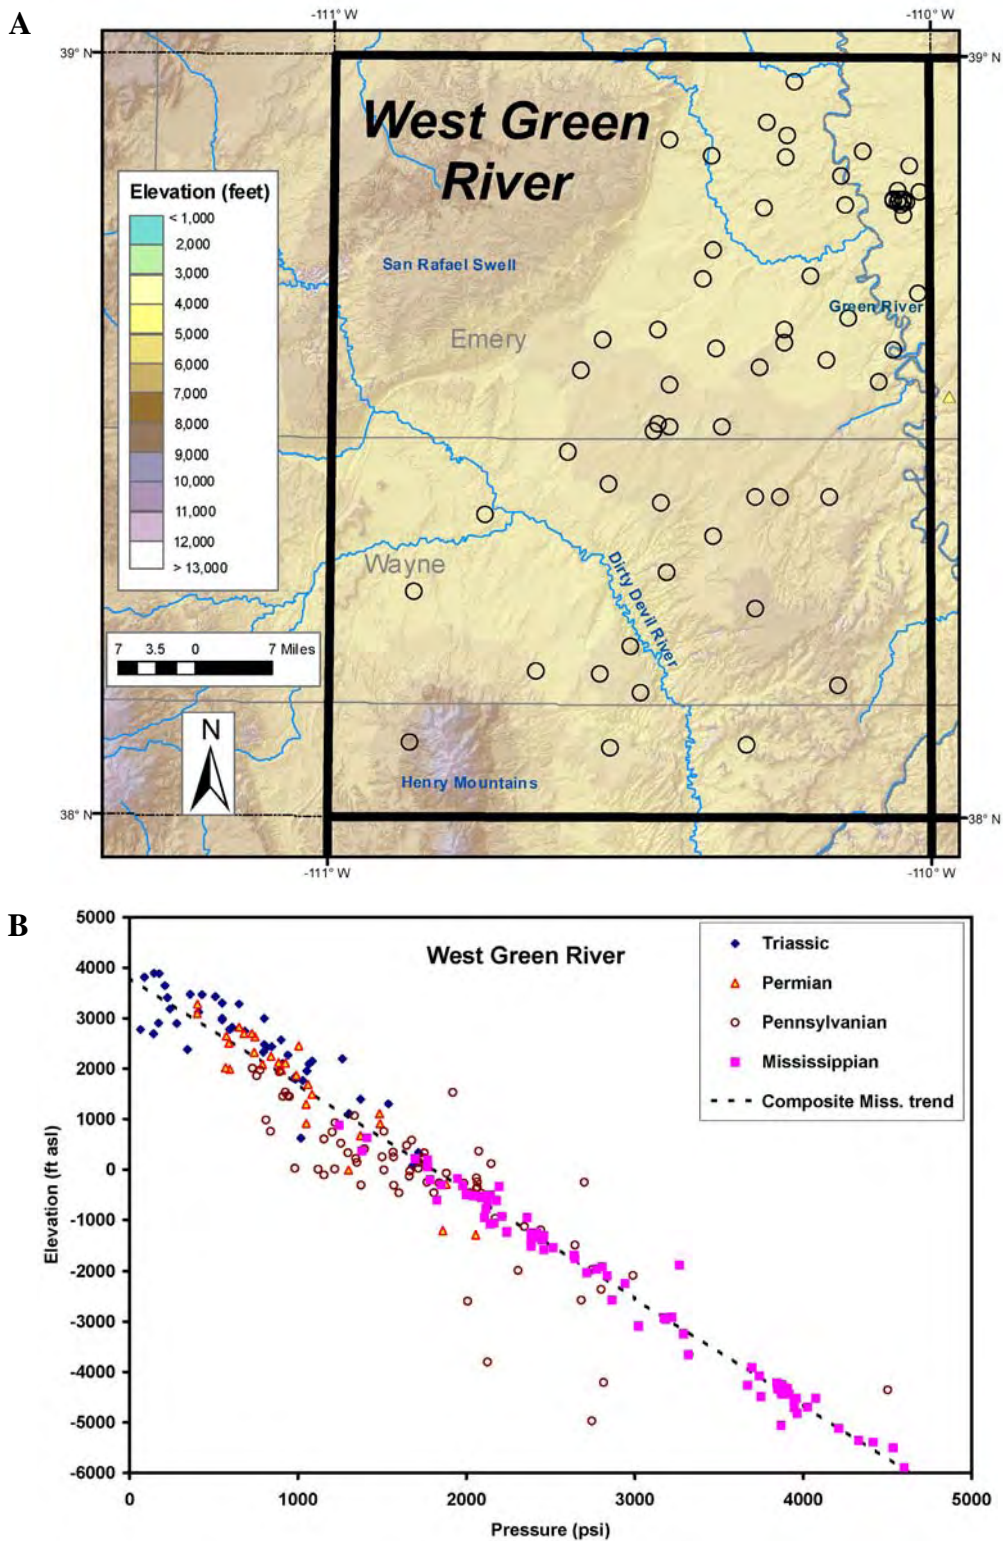 A
-111° W
-110° W
39° N
39° N
West Green
River
Elevation (feet)
< 1,000
2,000
3,000
4,000
5,000
6,000
7,000
8,000
9,000
10,000
11,000
12,000
> 13,000
San Rafael Swell
Green River
Emery
Wayne
Dirty Devil River
7 3.5 0 7 Miles
N
Henry Mountains
38° N
38° N
-111° W
-110° W
B
West Green River
Triassic
Permian
Pennsylvanian
Mississippian
Composite Miss. trend
5000
4000
3000
2000
1000
0
-1000
-2000
-3000
-4000
-5000
-6000
Elevation (ft asl)
0 1000 2000 3000 4000 5000
Pressure (psi)